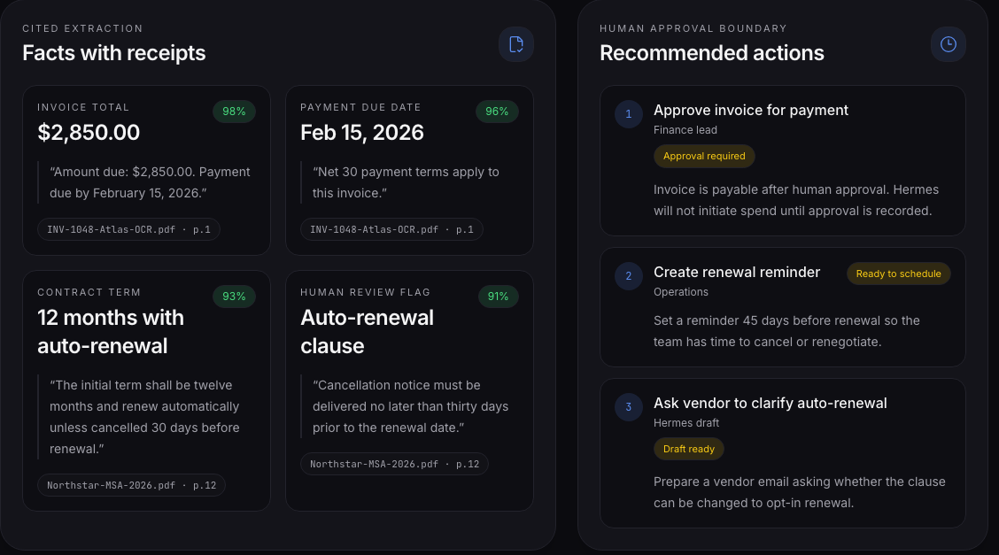 CITED EXTRACTION
Facts with receipts
INVOICE TOTAL
98%
$2,850.00
“Amount due: $2,850.00. Payment
due by February 15, 2026.”
INV-1048-Atlas-OCR.pdf · p.1
PAYMENT DUE DATE
96%
Feb 15, 2026
“Net 30 payment terms apply to
this invoice.”
INV-1048-Atlas-OCR.pdf · p.1
CONTRACT TERM
93%
12 months with
auto-renewal
“The initial term shall be twelve
months and renew automatically
unless cancelled 30 days before
renewal.”
Northstar-MSA-2026.pdf · p.12
HUMAN REVIEW FLAG
91%
Auto-renewal
clause
“Cancellation notice must be
delivered no later than thirty days
prior to the renewal date.”
Northstar-MSA-2026.pdf · p.12
HUMAN APPROVAL BOUNDARY
Recommended actions
1
Approve invoice for payment
Finance lead
Approval required
Invoice is payable after human approval. Hermes
will not initiate spend until approval is recorded.
2
Create renewal reminder
Ready to schedule
Operations
Set a reminder 45 days before renewal so the
team has time to cancel or renegotiate.
3
Ask vendor to clarify auto-renewal
Hermes draft
Draft ready
Prepare a vendor email asking whether the clause
can be changed to opt-in renewal.